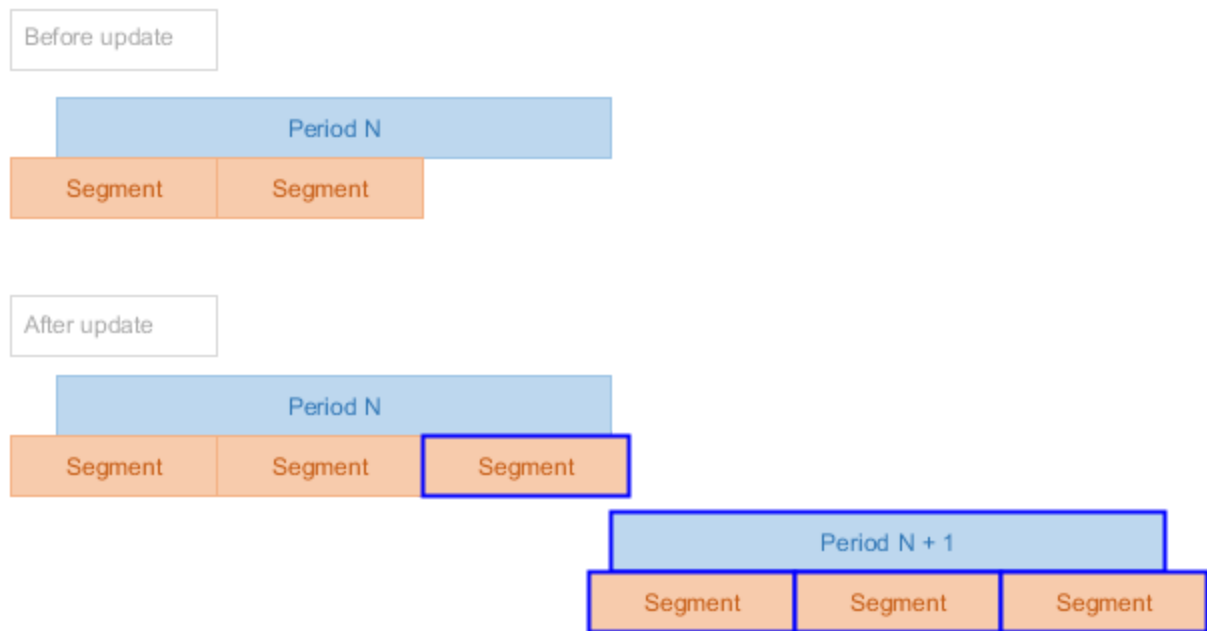 Before update
Period N
Segment Segment
After update
Period N
Segment Segment Segment
Period N + 1
Segment Segment Segment